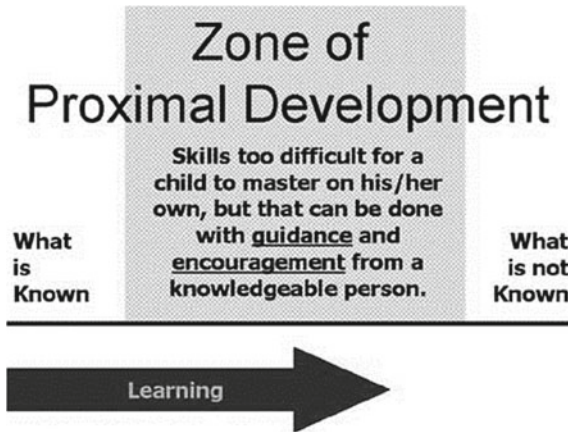 Zone of
Proximal Development
Skills too difficult for a
child to master on his/her
own, but that can be done
with guidance and
encouragement from a
knowledgeable person.
What
is
Known
What
is not
Known
Learning